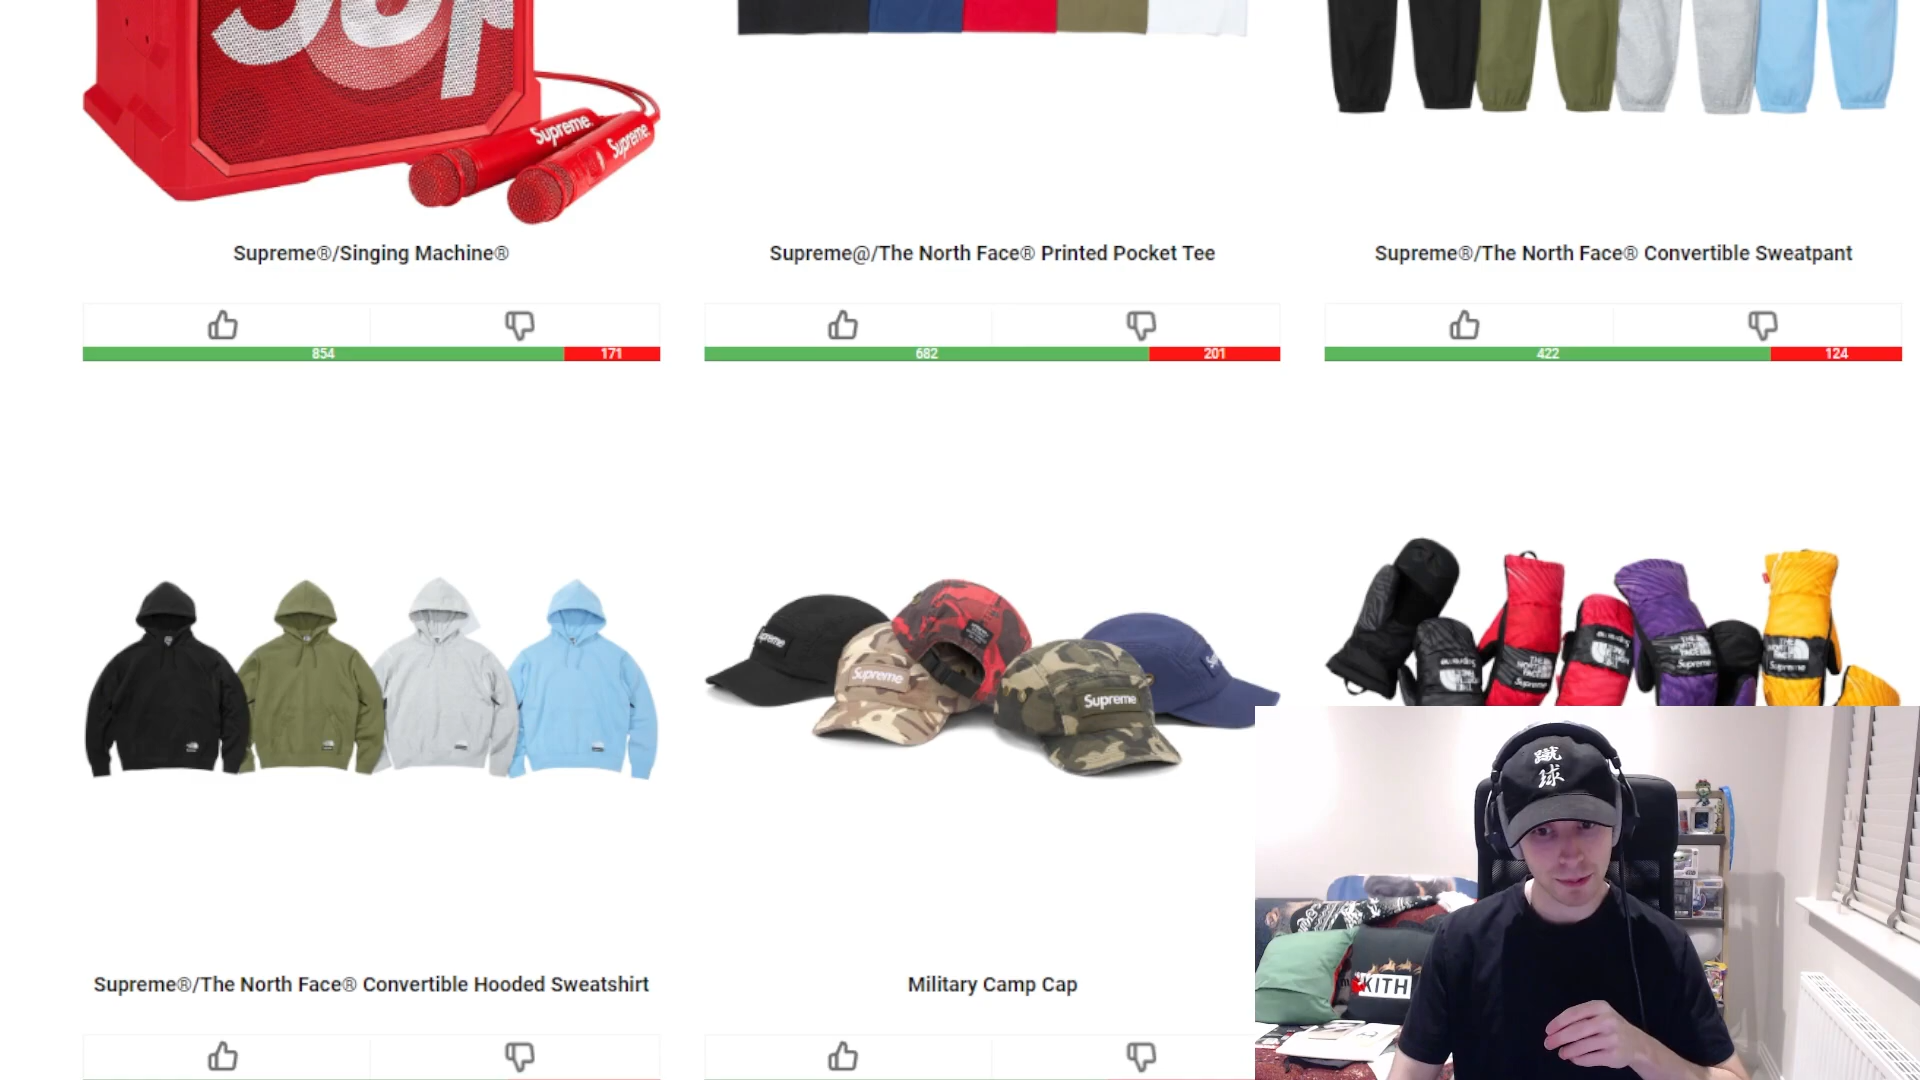 Sup
Supreme.
Supreme.
Supreme®/Singing Machine®
Supreme@/The North Face® Printed Pocket Tee
Supreme®/The North Face® Convertible Sweatpant
854
171
682
201
422
124
Supreme
Supreme
Supreme
Supreme
Supreme
蹴
球
KITH
Supreme®/The North Face® Convertible Hooded Sweatshirt
Military Camp Cap